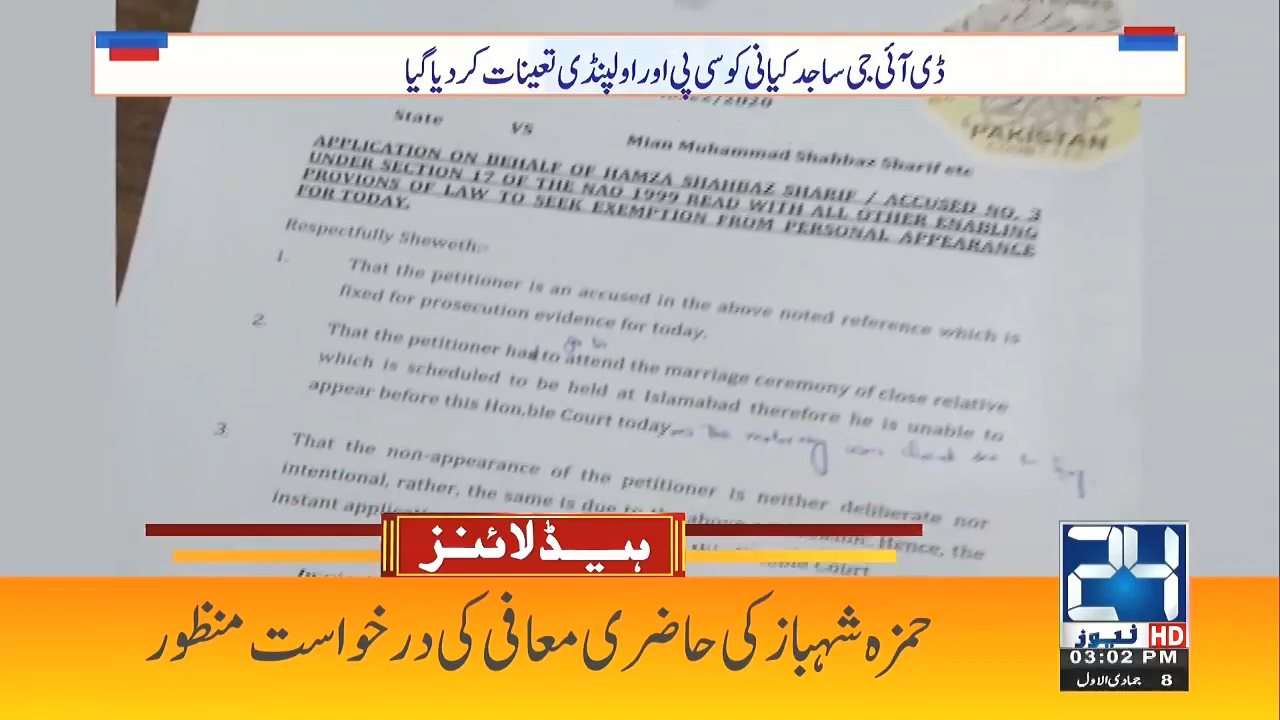 ڈی آئی جی ساجد کیانی کو سی پی او راولپنڈی تعینات کر دیا گیا
/2020
PAKISTAN
State VS Mian Muhammad Shahbaz Sharif etc
APPLICATION ON BEHALF OF HAMZA SHAHBAZ SHARIF / ACCUSED NO. 3
UNDER SECTION 17 OF THE NAO 1999 READ WITH ALL OTHER ENABLING
PROVIONS OF LAW TO SEEK EXEMPTION FROM PERSONAL APPEARANCE
FOR TODAY.
Respectfully Sheweth:-
1. That the petitioner is an accused in the above noted reference which is
fixed for prosecution evidence for today.
2. That the petitioner had to attend the marriage ceremony of close relative
which is scheduled to be held at Islamabad therefore he is unable to
appear before this Hon,ble Court today
3. That the non-appearance of the petitioner is neither deliberate nor
intentional, rather, the same is due to the above Hence, the
instant
Court
ہیڈلائنز
حمزہ شہباز کی حاضری معافی کی درخواست منظور
24
نیوز HD
03:02 PM
8 جمادی الاول